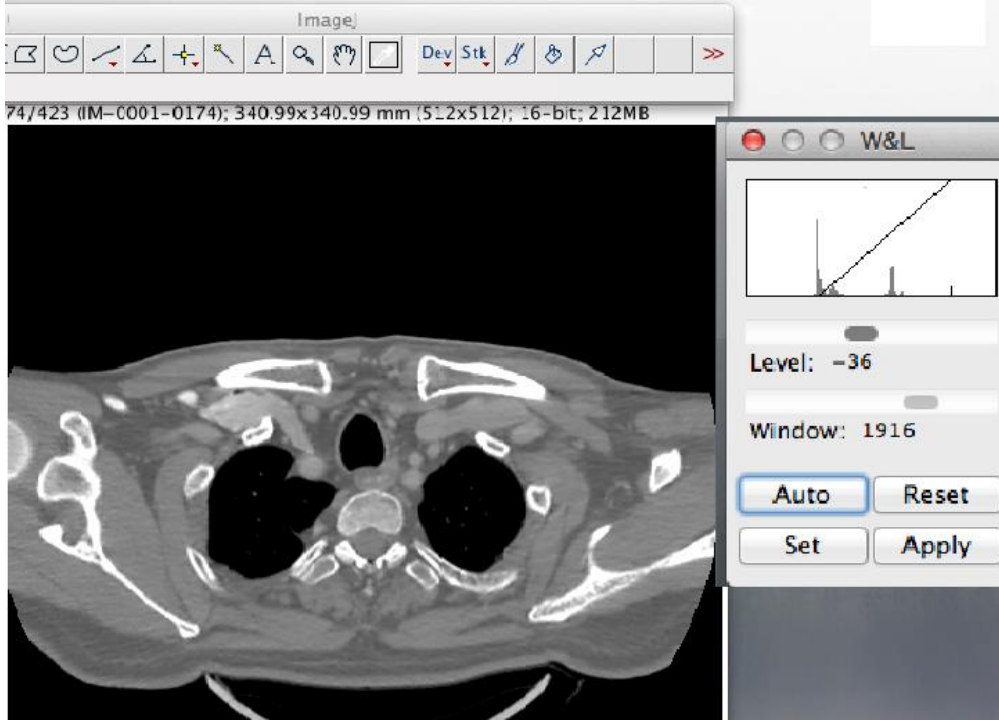 ImageJ
A Dev Stk >>
74/423 (IM-0001-0174); 340.99x340.99 mm (512x512); 16-bit; 212MB
W&L
Level: -36
Window: 1916
Auto Reset
Set Apply